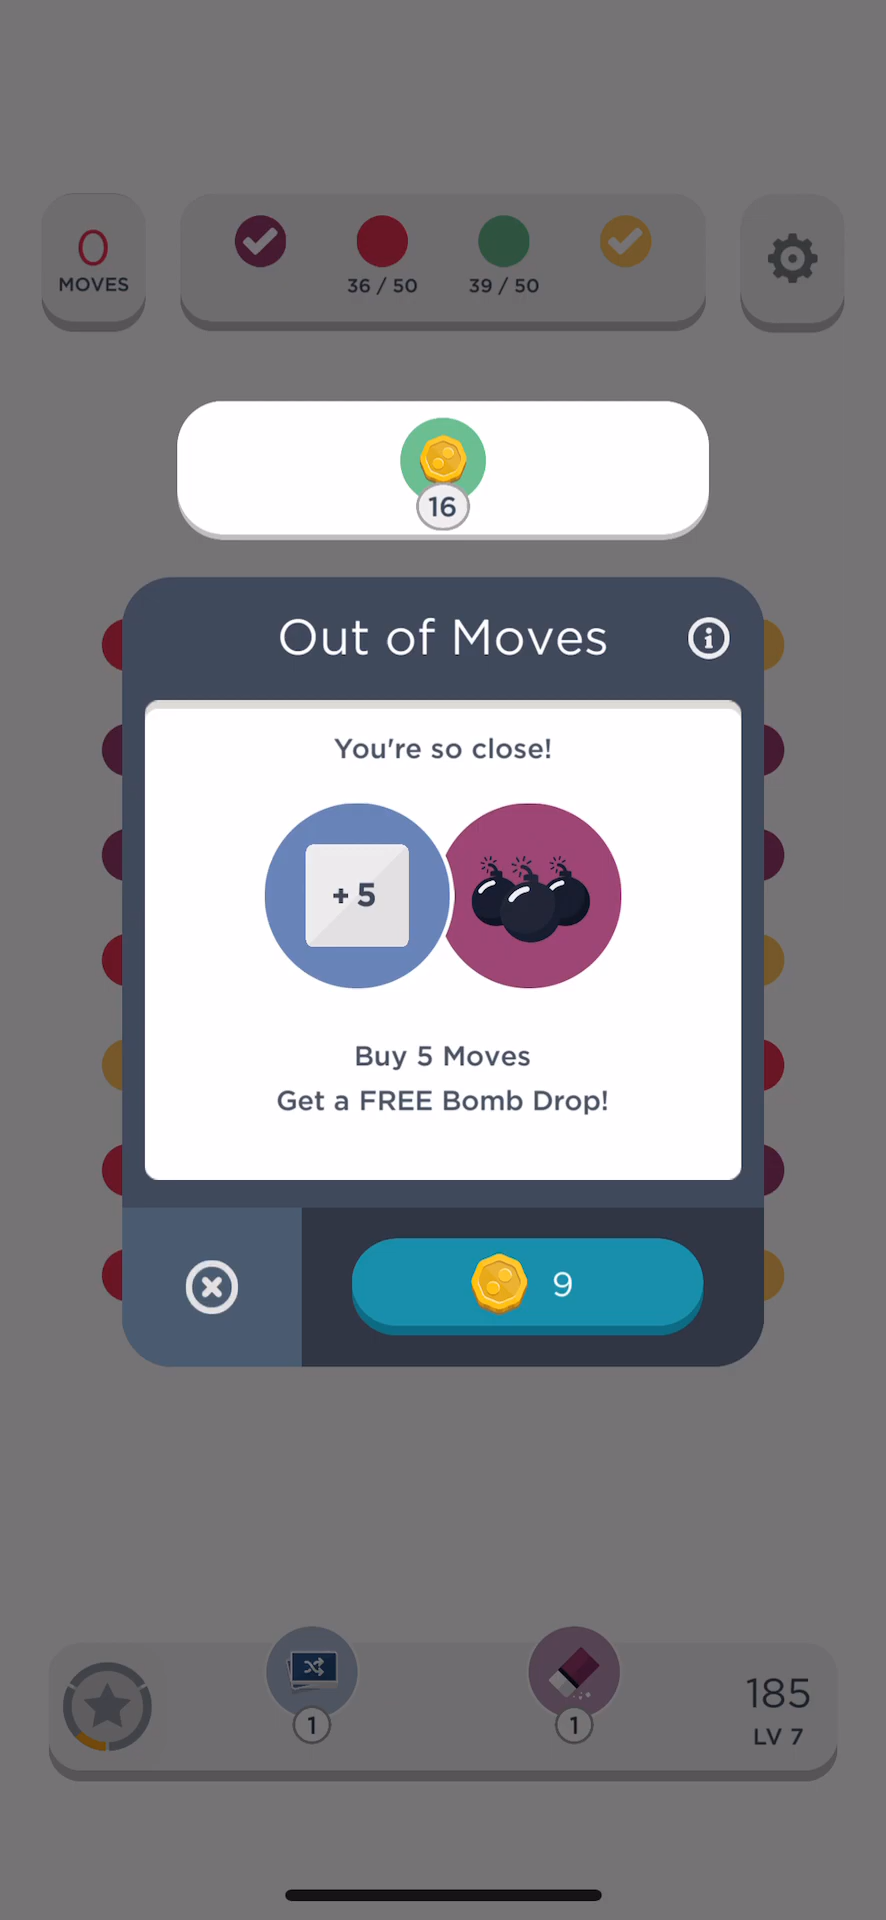 0
MOVES
36 / 50
39 / 50
16
Out of Moves
You're so close!
+ 5
Buy 5 Moves
Get a FREE Bomb Drop!
9
1
1
185
LV 7